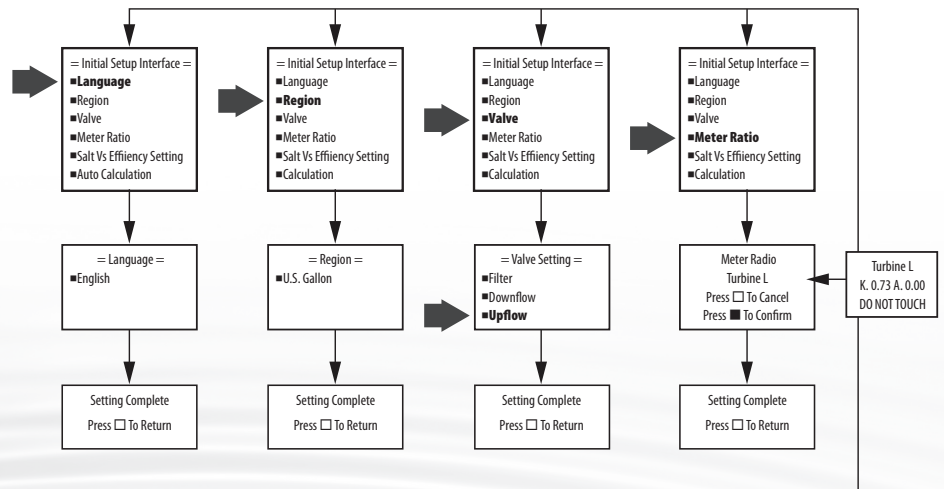 = Initial Setup Interface =
■Language
■Region
■Valve
■Meter Ratio
■Salt Vs Effiency Setting
■Auto Calculation
= Language =
■English
Setting Complete
Press □ To Return
= Initial Setup Interface =
■Language
■Region
■Valve
■Meter Ratio
■Salt Vs Effiency Setting
■Calculation
= Region =
■U.S. Gallon
Setting Complete
Press □ To Return
= Initial Setup Interface =
■Language
■Region
■Valve
■Meter Ratio
■Salt Vs Effiency Setting
■Calculation
= Valve Setting =
■Filter
■Downflow
■Upflow
Setting Complete
Press □ To Return
= Initial Setup Interface =
■Language
■Region
■Valve
■Meter Ratio
■Salt Vs Effiency Setting
■Calculation
Meter Radio
Turbine L
Press □ To Cancel
Press ■ To Confirm
Setting Complete
Press □ To Return
Turbine L
K. 0.73 A. 0.00
DO NOT TOUCH